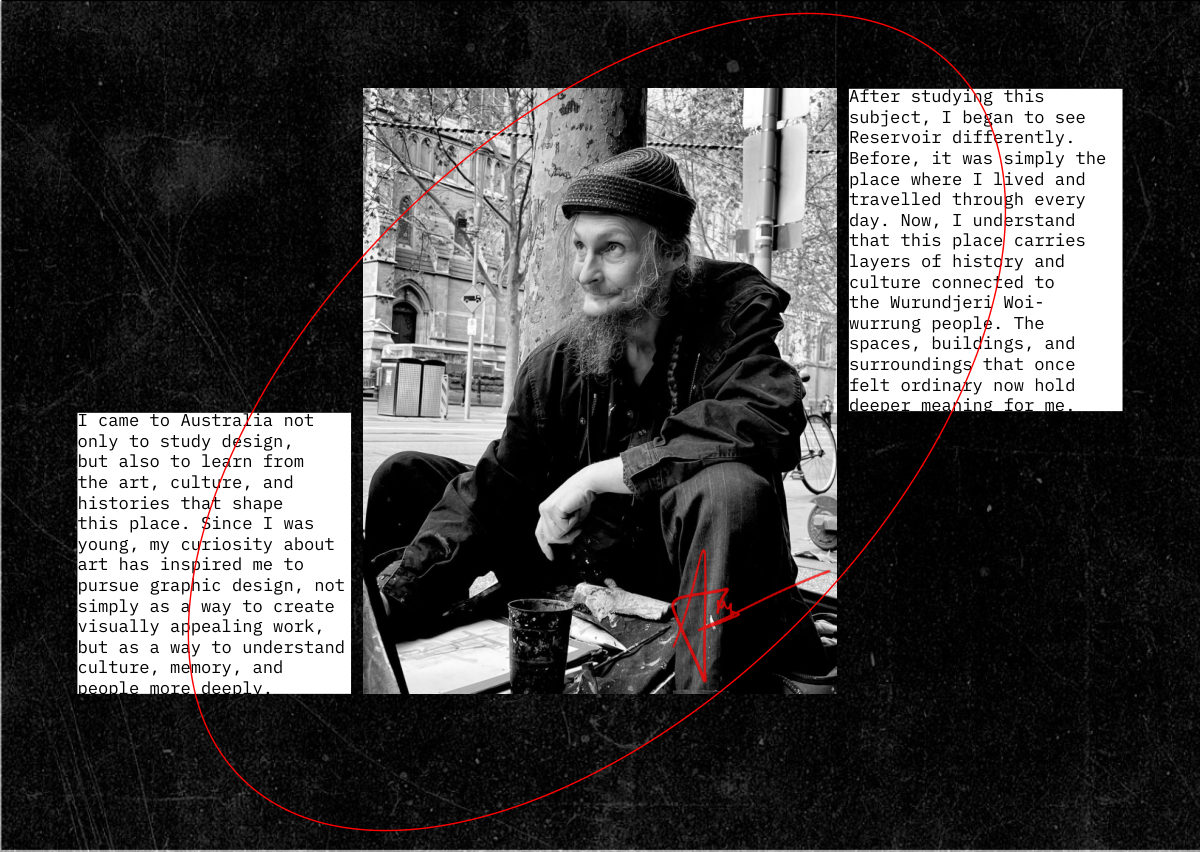 I came to Australia not
only to study design,
but also to learn from
the art, culture, and
histories that shape
this place. Since I was
young, my curiosity about
art has inspired me to
pursue graphic design, not
simply as a way to create
visually appealing work,
but as a way to understand
culture, memory, and
people more deeply.
After studying this
subject, I began to see
Reservoir differently.
Before, it was simply the
place where I lived and
travelled through every
day. Now, I understand
that this place carries
layers of history and
culture connected to
the Wurundjeri Woi-
wurrung people. The
spaces, buildings, and
surroundings that once
felt ordinary now hold
deeper meaning for me.